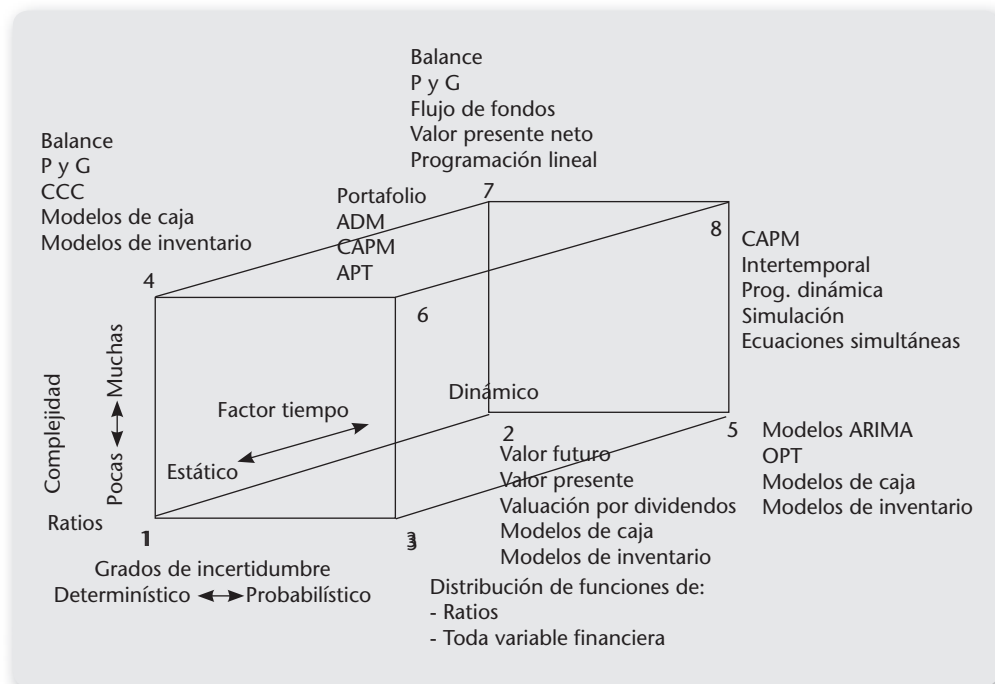 Balance
P y G
Flujo de fondos
Valor presente neto
Programación lineal
7
Balance
P y G
CCC
Modelos de caja
Modelos de inventario
4
Portafolio
ADM
CAPM
APT
6
8
CAPM
Intertemporal
Prog. dinámica
Simulación
Ecuaciones simultáneas
Complejidad
Pocas Muchas
Factor tiempo
Estático
Dinámico
Ratios
1
2
Valor futuro
Valor presente
Valuación por dividendos
Modelos de caja
Modelos de inventario
5
Modelos ARIMA
OPT
Modelos de caja
Modelos de inventario
3
Grados de incertidumbre
Determinístico Probabilístico
Distribución de funciones de:
- Ratios
- Toda variable financiera